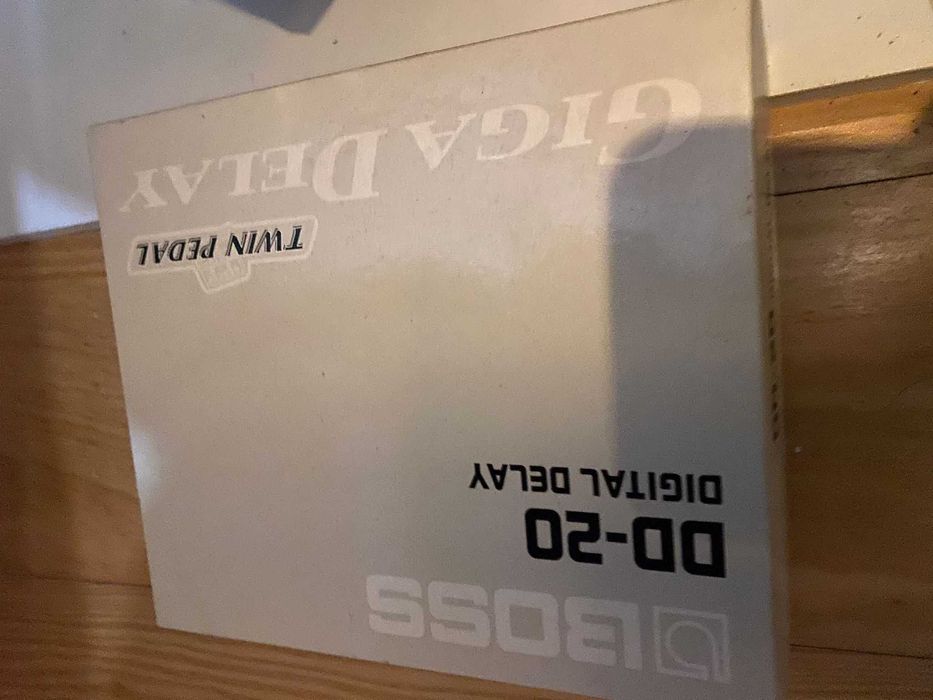 BOSS
DD-20
DIGITAL DELAY
TWIN PEDAL
GIGA DELAY